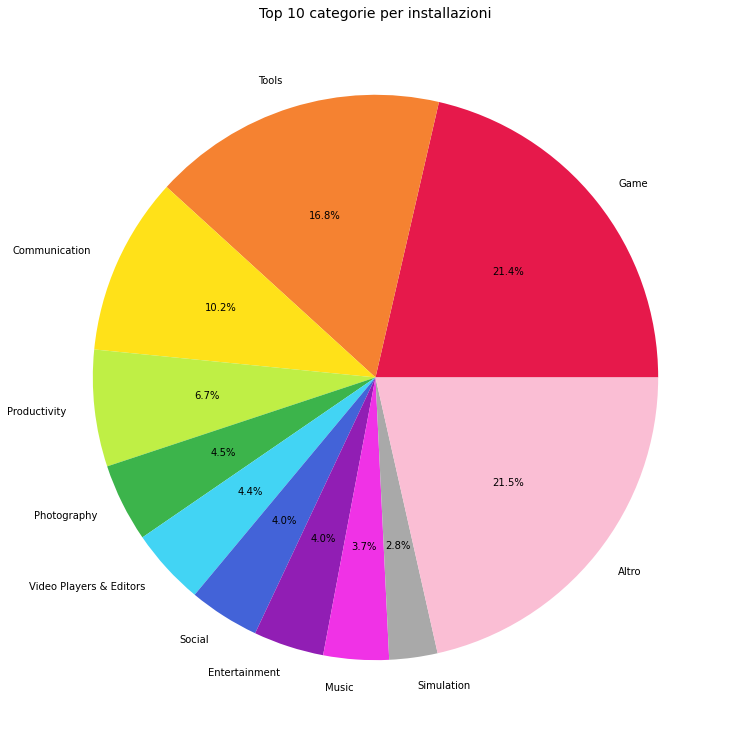 Top 10 categorie per installazioni
Tools
Game
Communication
16.8%
21.4%
10.2%
6.7%
Productivity
4.5%
Photography
4.4%
21.5%
4.0%
4.0%
3.7%
2.8%
Altro
Video Players & Editors
Social
Entertainment
Music
Simulation